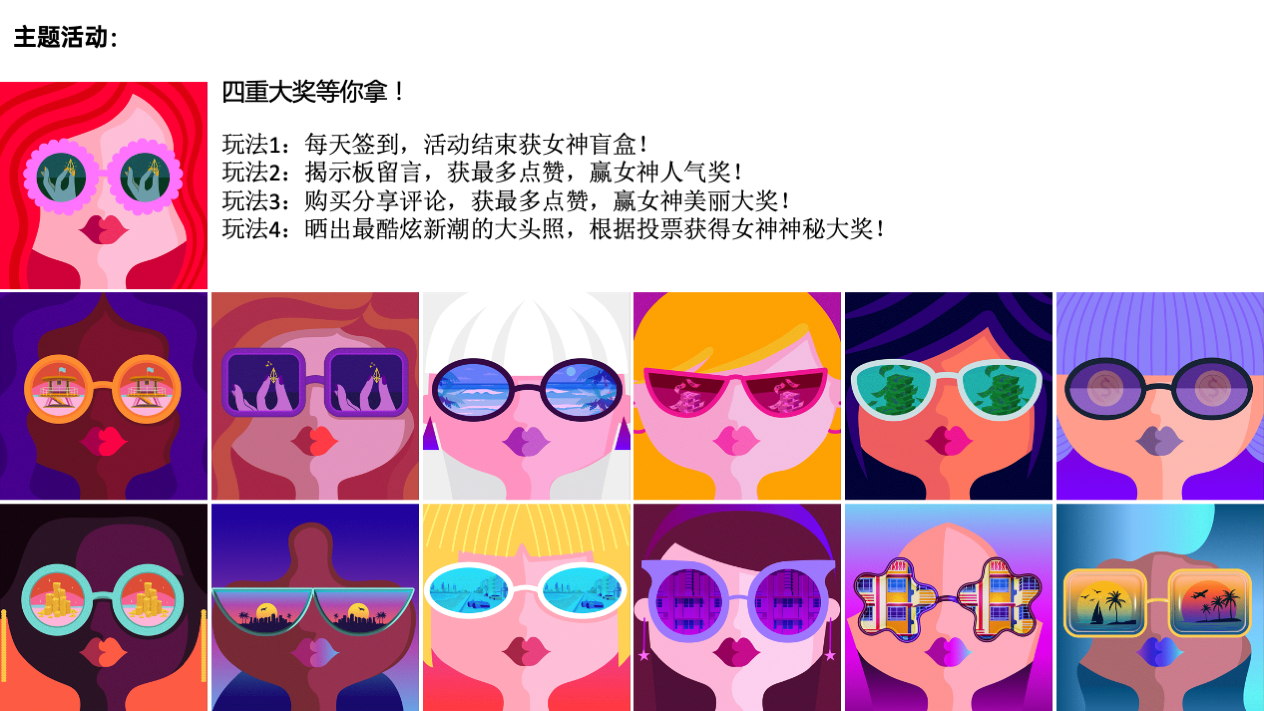 主题活动：
四重大奖等你拿！
玩法1：每天签到，活动结束获女神盲盒！
玩法2：揭示板留言，获最多点赞，赢女神人气奖！
玩法3：购买分享评论，获最多点赞，赢女神美丽大奖！
玩法4：晒出最酷炫新潮的大头照，根据投票获得女神神秘大奖！